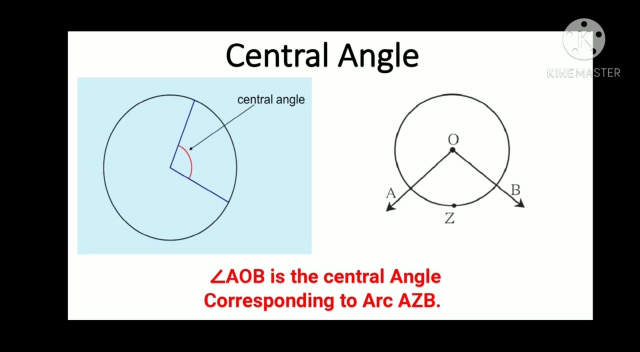 Central Angle
KINEMASTER
central angle
O
A
B
Z
∠AOB is the central Angle
Corresponding to Arc AZB.